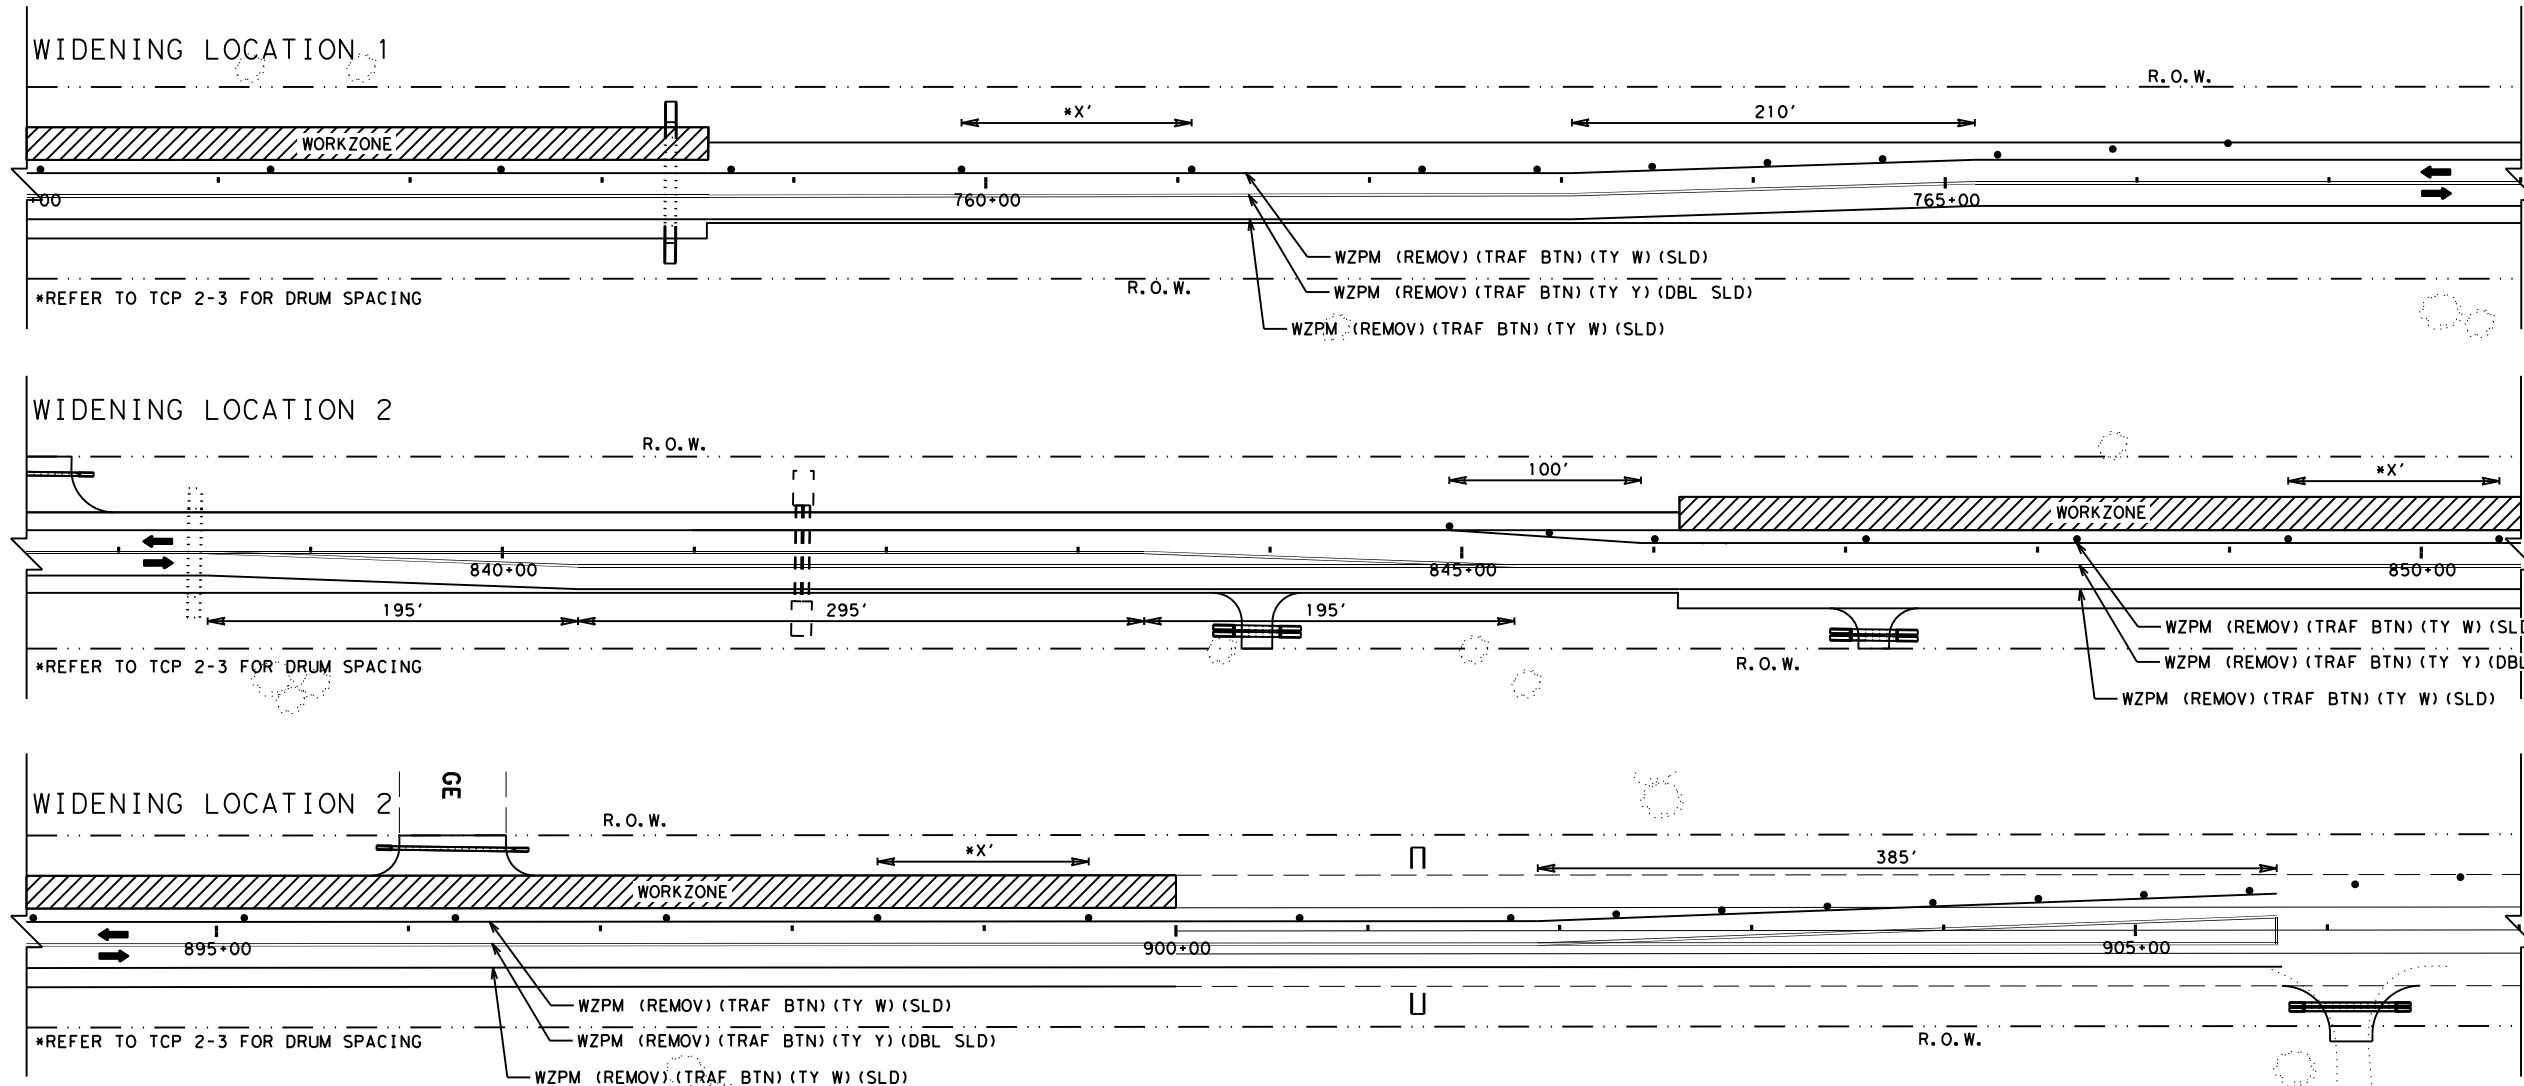 WIDENING LOCATION 1
R.O.W.
*X'
210'
WORKZONE
+00
760+00
765+00
WZPM (REMOV)(TRAF BTN)(TY W)(SLD)
R.O.W.
WZPM (REMOV)(TRAF BTN)(TY Y)(DBL SLD)
*REFER TO TCP 2-3 FOR DRUM SPACING
WZPM (REMOV)(TRAF BTN)(TY W)(SLD)
WIDENING LOCATION 2
R.O.W.
100'
*X'
WORKZONE
840+00
845+00
850+00
195'
295'
195'
WZPM (REMOV)(TRAF BTN)(TY W)(SL
*REFER TO TCP 2-3 FOR DRUM SPACING
R.O.W.
WZPM (REMOV)(TRAF BTN)(TY Y)(DBL
WZPM (REMOV)(TRAF BTN)(TY W)(SLD)
GE
WIDENING LOCATION 2
R.O.W.
*X'
385'
WORKZONE
895+00
900+00
905+00
WZPM (REMOV)(TRAF BTN)(TY W)(SLD)
*REFER TO TCP 2-3 FOR DRUM SPACING
WZPM (REMOV)(TRAF BTN)(TY Y)(DBL SLD)
R.O.W.
WZPM (REMOV)(TRAF BTN)(TY W)(SLD)